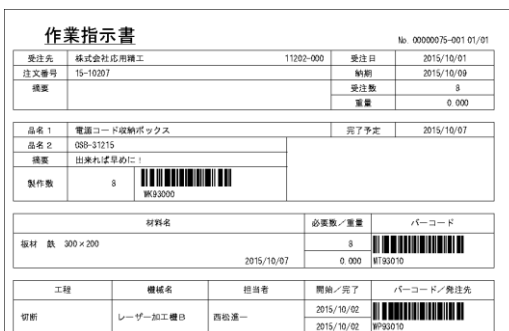 作業指示書
No. 00000075-001 01/01
受注先 株式会社応用精工 11202-000 受注日 2015/10/01
注文番号 15-10207 納期 2015/10/09
摘要 受注数 8
重量 0.000
品名 1 電源コード収納ボックス 完了予定 2015/10/07
品名 2 OSB-31215
摘要 出来れば早めに!
製作数 8 WK93000
材料名 必要数/重量 バーコード
板材 鉄 300×200 8
2015/10/07 0.000 MT93010
工程 機械名 担当者 開始/完了 バーコード/発注先
切断 レーザー加工機B 西松進一 2015/10/02
2015/10/02 WP93010